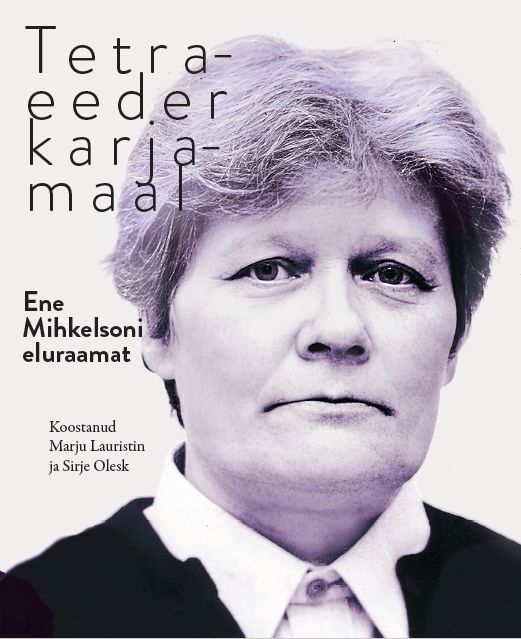 Tetra-
eeder
karja-
maal
Ene
Mihkelsoni
eluraamat
Koostanud
Marju Lauristin
ja Sirje Olesk